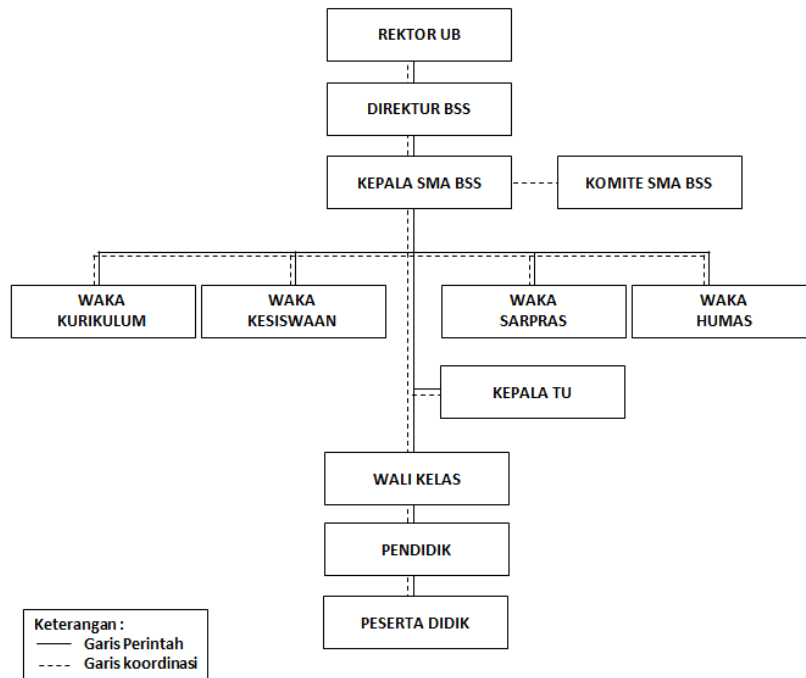 REKTOR UB
DIREKTUR BSS
KEPALA SMA BSS
KOMITE SMA BSS
WAKA
KURIKULUM
WAKA
KESISWAAN
WAKA
SARPRAS
WAKA
HUMAS
KEPALA TU
WALI KELAS
PENDIDIK
PESERTA DIDIK
Keterangan :
Garis Perintah
Garis koordinasi